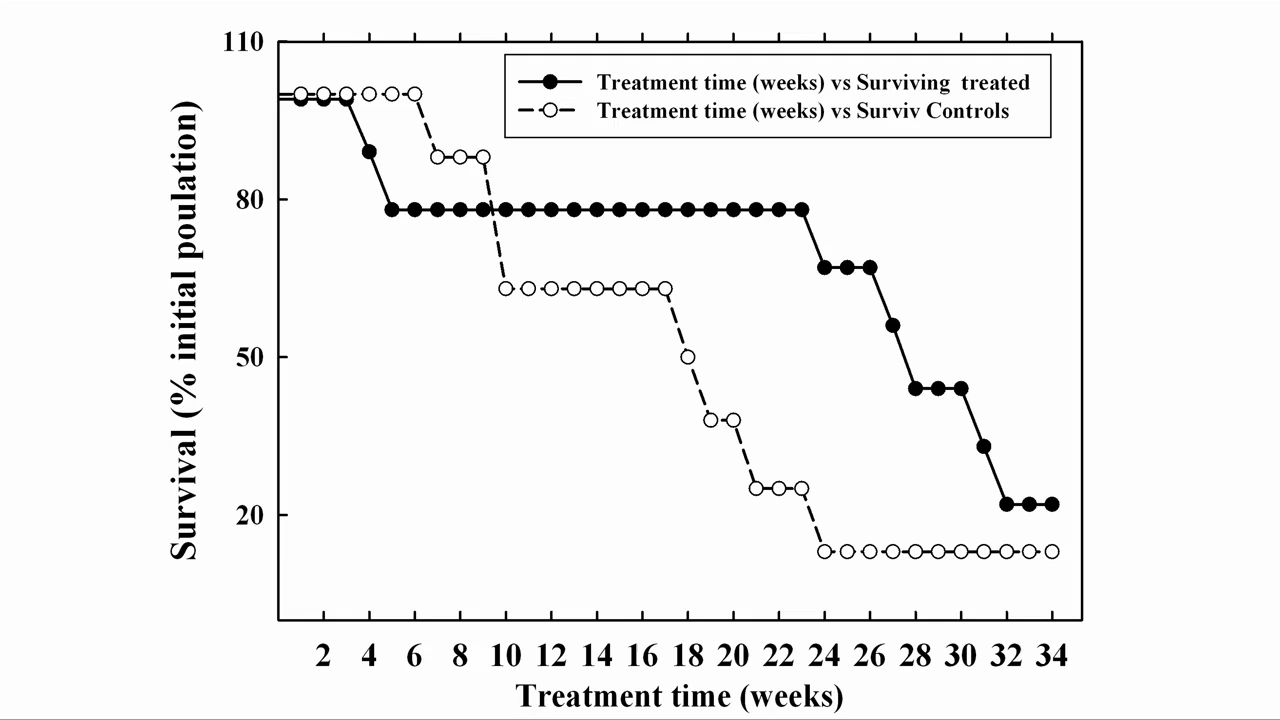 110
Treatment time (weeks) vs Surviving  treated
Treatment time (weeks) vs Surviv Controls
80
50
20
Survival (% initial poulation)
2 4 6 8 10 12 14 16 18 20 22 24 26 28 30 32 34
Treatment time (weeks)